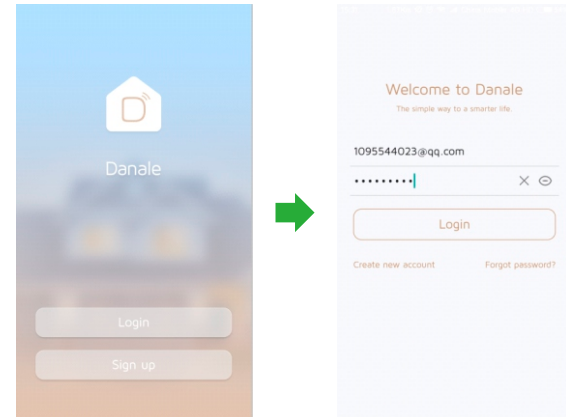 Danale
Login
Sign up
Welcome to Danale
The simple way to a smarter life.
1095544023@qq.com
•••••••••
Login
Create new account Forgot password?